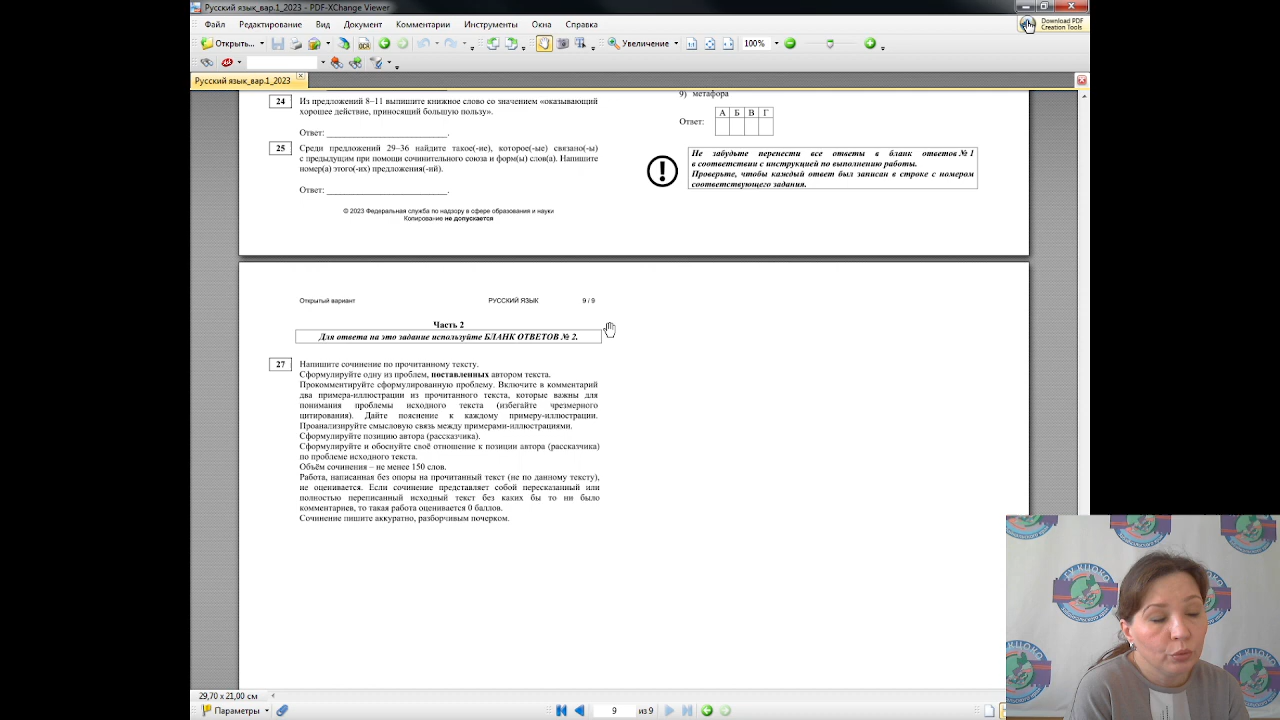 Русский язык_вар.1_2023 - PDF-XChange Viewer
Файл Редактирование Вид Документ Комментарии Инструменты Окна Справка
Download PDF
Creation Tools
Открыть... OCR Увеличение 100%
Русский язык_вар.1_2023
24 Из предложений 8–11 выпишите книжное слово со значением «оказывающий
хорошее действие, приносящий большую пользу».
Ответ: ___________________________.
25 Среди предложений 29–36 найдите такое(-ие), которое(-ые) связано(-ы)
с предыдущим при помощи сочинительного союза и форм(ы) слов(а). Напишите
номер(а) этого(-их) предложения(-ий).
Ответ: ___________________________.
© 2023 Федеральная служба по надзору в сфере образования и науки
Копирование не допускается
9) метафора
Ответ: А Б В Г
Не забудьте перенести все ответы в бланк ответов № 1
в соответствии с инструкцией по выполнению работы.
Проверьте, чтобы каждый ответ был записан в строке с номером
соответствующего задания.
Открытый вариант РУССКИЙ ЯЗЫК 9 / 9
Часть 2
Для ответа на это задание используйте БЛАНК ОТВЕТОВ № 2.
27 Напишите сочинение по прочитанному тексту.
Сформулируйте одну из проблем, поставленных автором текста.
Прокомментируйте сформулированную проблему. Включите в комментарий
два примера-иллюстрации из прочитанного текста, которые важны для
понимания проблемы исходного текста (избегайте чрезмерного
цитирования). Дайте пояснение к каждому примеру-иллюстрации.
Проанализируйте смысловую связь между примерами-иллюстрациями.
Сформулируйте позицию автора (рассказчика).
Сформулируйте и обоснуйте своё отношение к позиции автора (рассказчика)
по проблеме исходного текста.
Объём сочинения – не менее 150 слов.
Работа, написанная без опоры на прочитанный текст (не по данному тексту),
не оценивается. Если сочинение представляет собой пересказанный или
полностью переписанный исходный текст без каких бы то ни было
комментариев, то такая работа оценивается 0 баллов.
Сочинение пишите аккуратно, разборчивым почерком.
29,70 x 21,00 см
Параметры 9 из 9